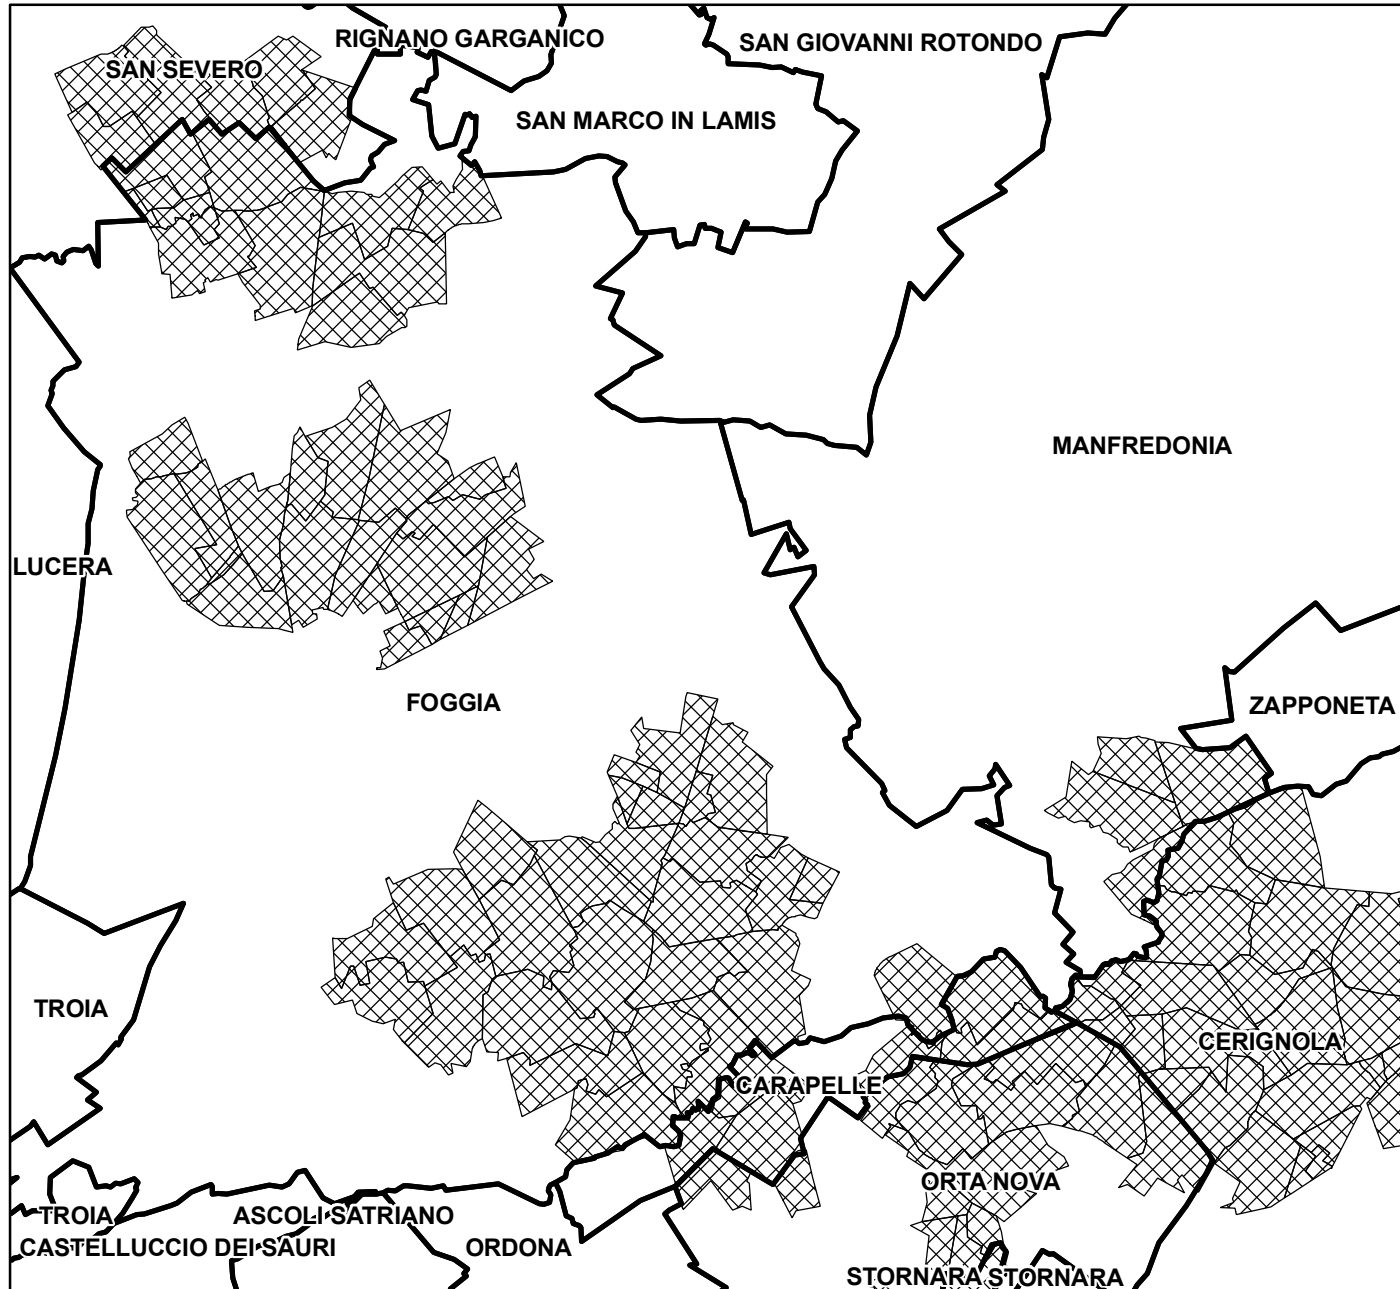 RIGNANO GARGANICO
SAN GIOVANNI ROTONDO
SAN SEVERO
SAN MARCO IN LAMIS
MANFREDONIA
LUCERA
FOGGIA
ZAPPONETA
TROIA
CERIGNOLA
CARAPELLE
ORTA NOVA
TROIA
ASCOLI SATRIANO
CASTELLUCCIO DEI SAURI
ORDONA
STORNARA STORNARA